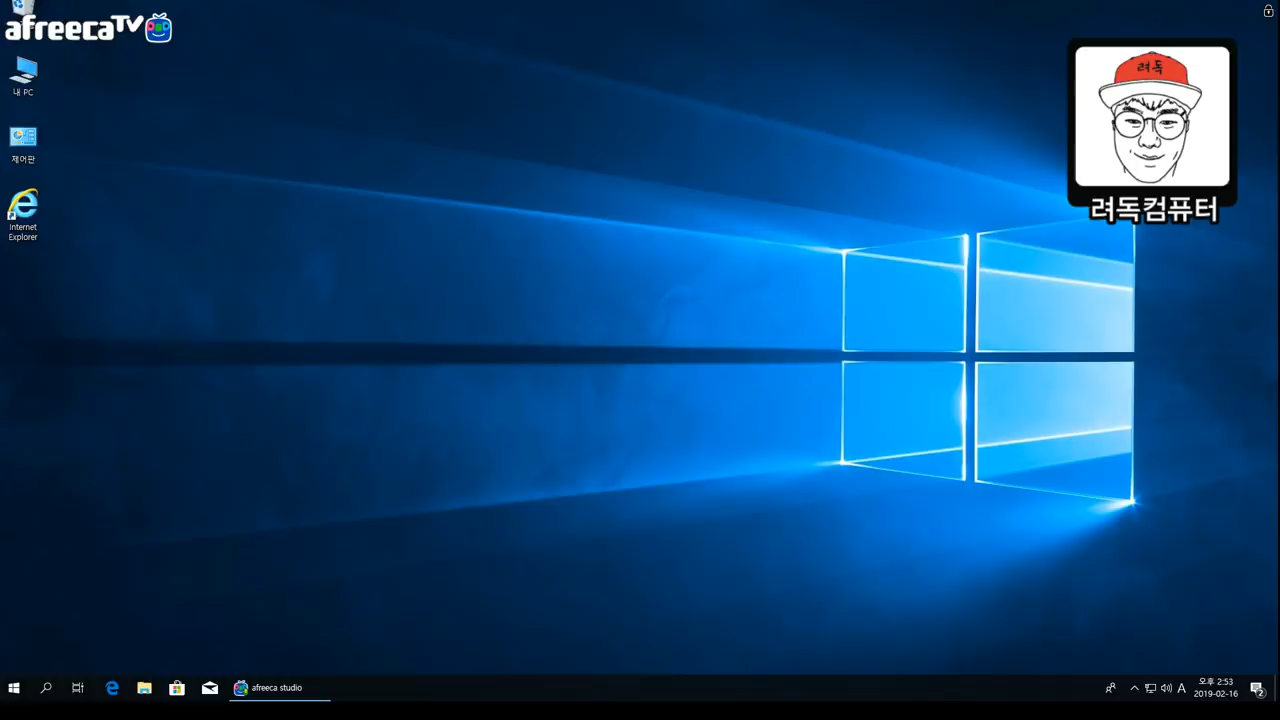 afreecaTV
내 PC
제어판
Internet
Explorer
려독
려독컴퓨터
afreeca studio
A
오후 2:53
2019-02-16
2